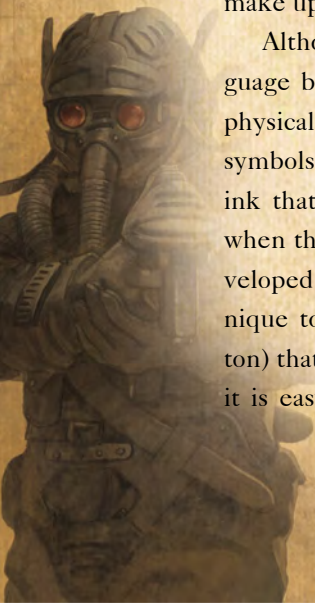 make up
Altho
guage b
physical
symbols
ink that
when th
veloped
nique to
ton) that
it is eas